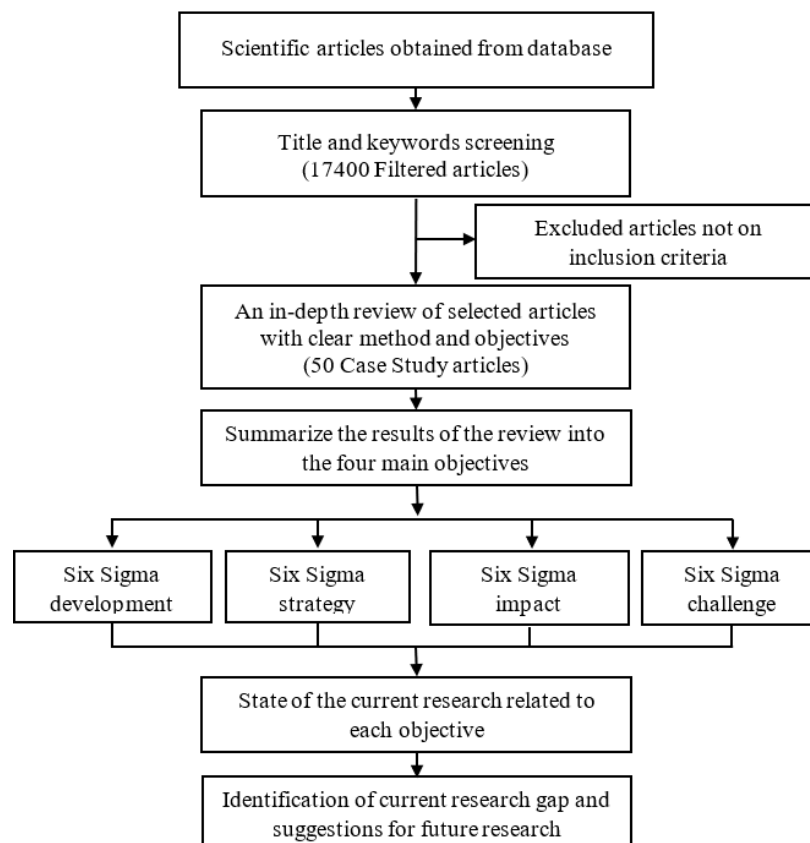 Scientific articles obtained from database
Title and keywords screening
(17400 Filtered articles)
Excluded articles not on
inclusion criteria
An in-depth review of selected articles
with clear method and objectives
(50 Case Study articles)
Summarize the results of the review into
the four main objectives
Six Sigma
development
Six Sigma
strategy
Six Sigma
impact
Six Sigma
challenge
State of the current research related to
each objective
Identification of current research gap and
suggestions for future research